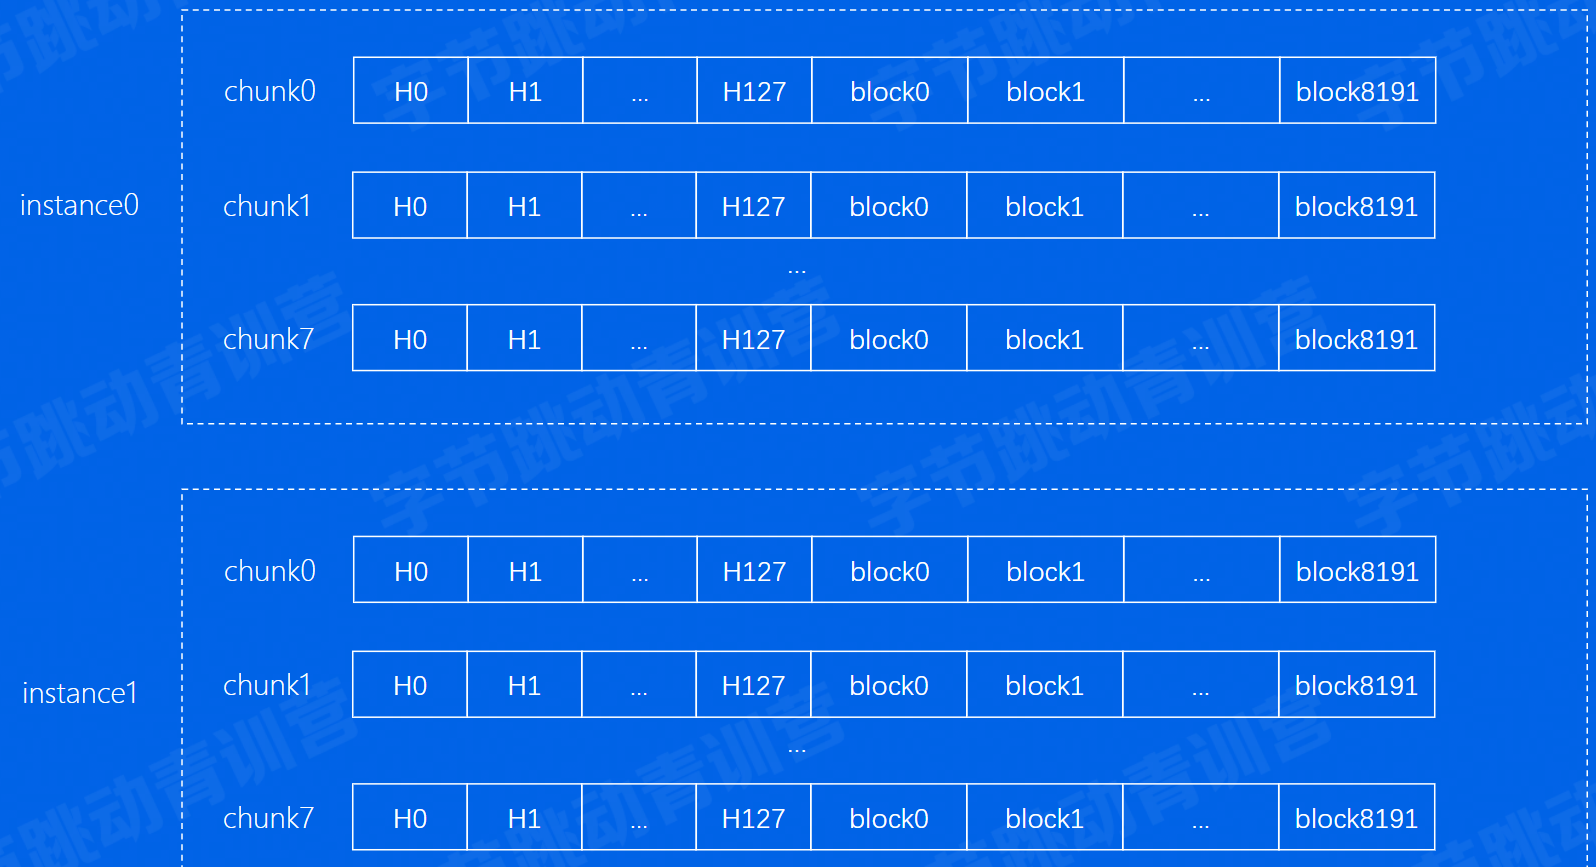 chunk0 H0 H1 ... H127 block0 block1 ... block8191
instance0
chunk1 H0 H1 ... H127 block0 block1 ... block8191
...
chunk7 H0 H1 ... H127 block0 block1 ... block8191
chunk0 H0 H1 ... H127 block0 block1 ... block8191
instance1
chunk1 H0 H1 ... H127 block0 block1 ... block8191
...
chunk7 H0 H1 ... H127 block0 block1 ... block8191
字节跳动青训营